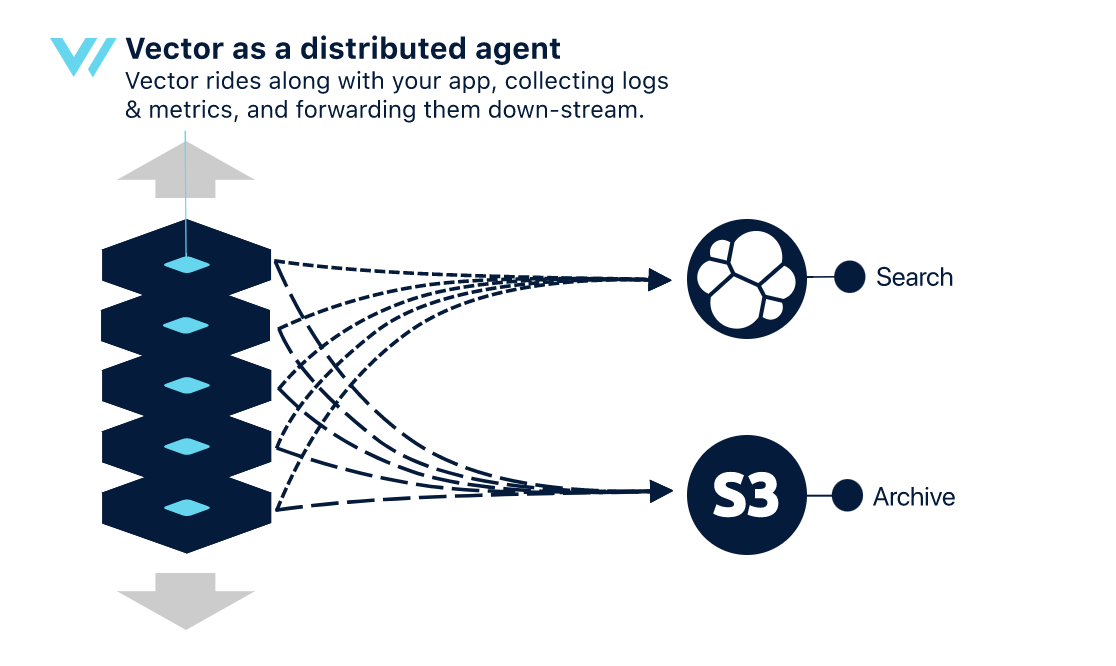 Vector as a distributed agent
Vector rides along with your app, collecting logs
& metrics, and forwarding them down-stream.
Search
S3
Archive